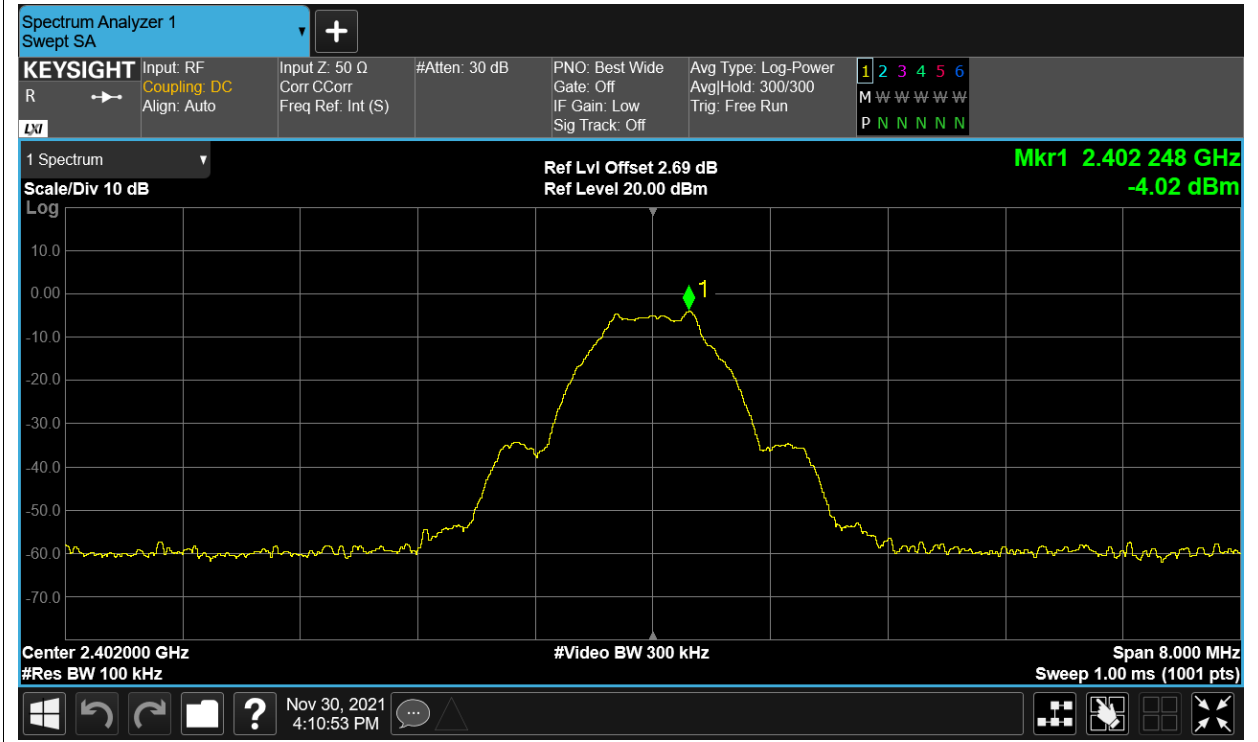 Spectrum Analyzer 1
Swept SA
+
KEYSIGHT
R
LXI
Input: RF
Coupling: DC
Align: Auto
Input Z: 50 Ω
Corr CCorr
Freq Ref: Int (S)
#Atten: 30 dB
PNO: Best Wide
Gate: Off
IF Gain: Low
Sig Track: Off
Avg Type: Log-Power
Avg|Hold: 300/300
Trig: Free Run
1 2 3 4 5 6
M W W W W W W
P N N N N N N
1 Spectrum
Scale/Div 10 dB
Log
Ref Lvl Offset 2.69 dB
Ref Level 20.00 dBm
Mkr1 2.402 248 GHz
-4.02 dBm
10.0
0.00
-10.0
-20.0
-30.0
-40.0
-50.0
-60.0
-70.0
1
Center 2.402000 GHz
#Res BW 100 kHz
#Video BW 300 kHz
Span 8.000 MHz
Sweep 1.00 ms (1001 pts)
?
Nov 30, 2021
4:10:53 PM